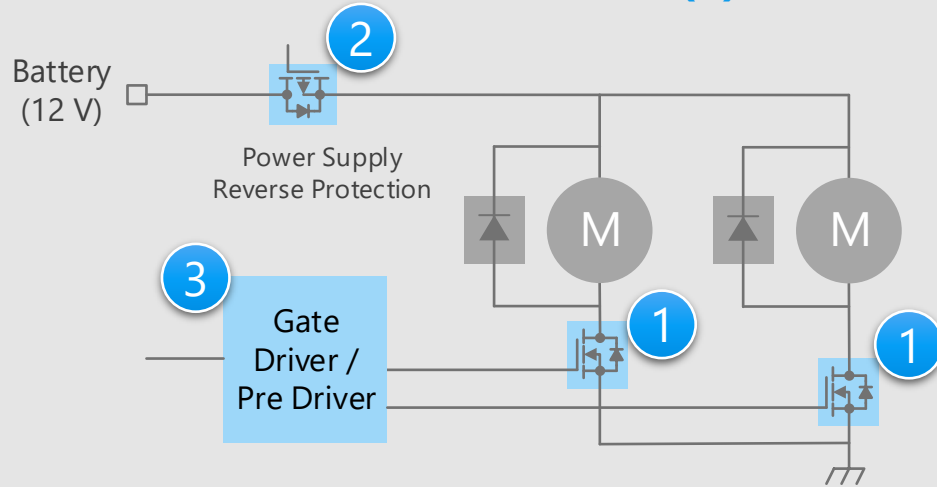 2
Battery
(12 V)
Power Supply
Reverse Protection
M
M
3
Gate
Driver /
Pre Driver
1
1